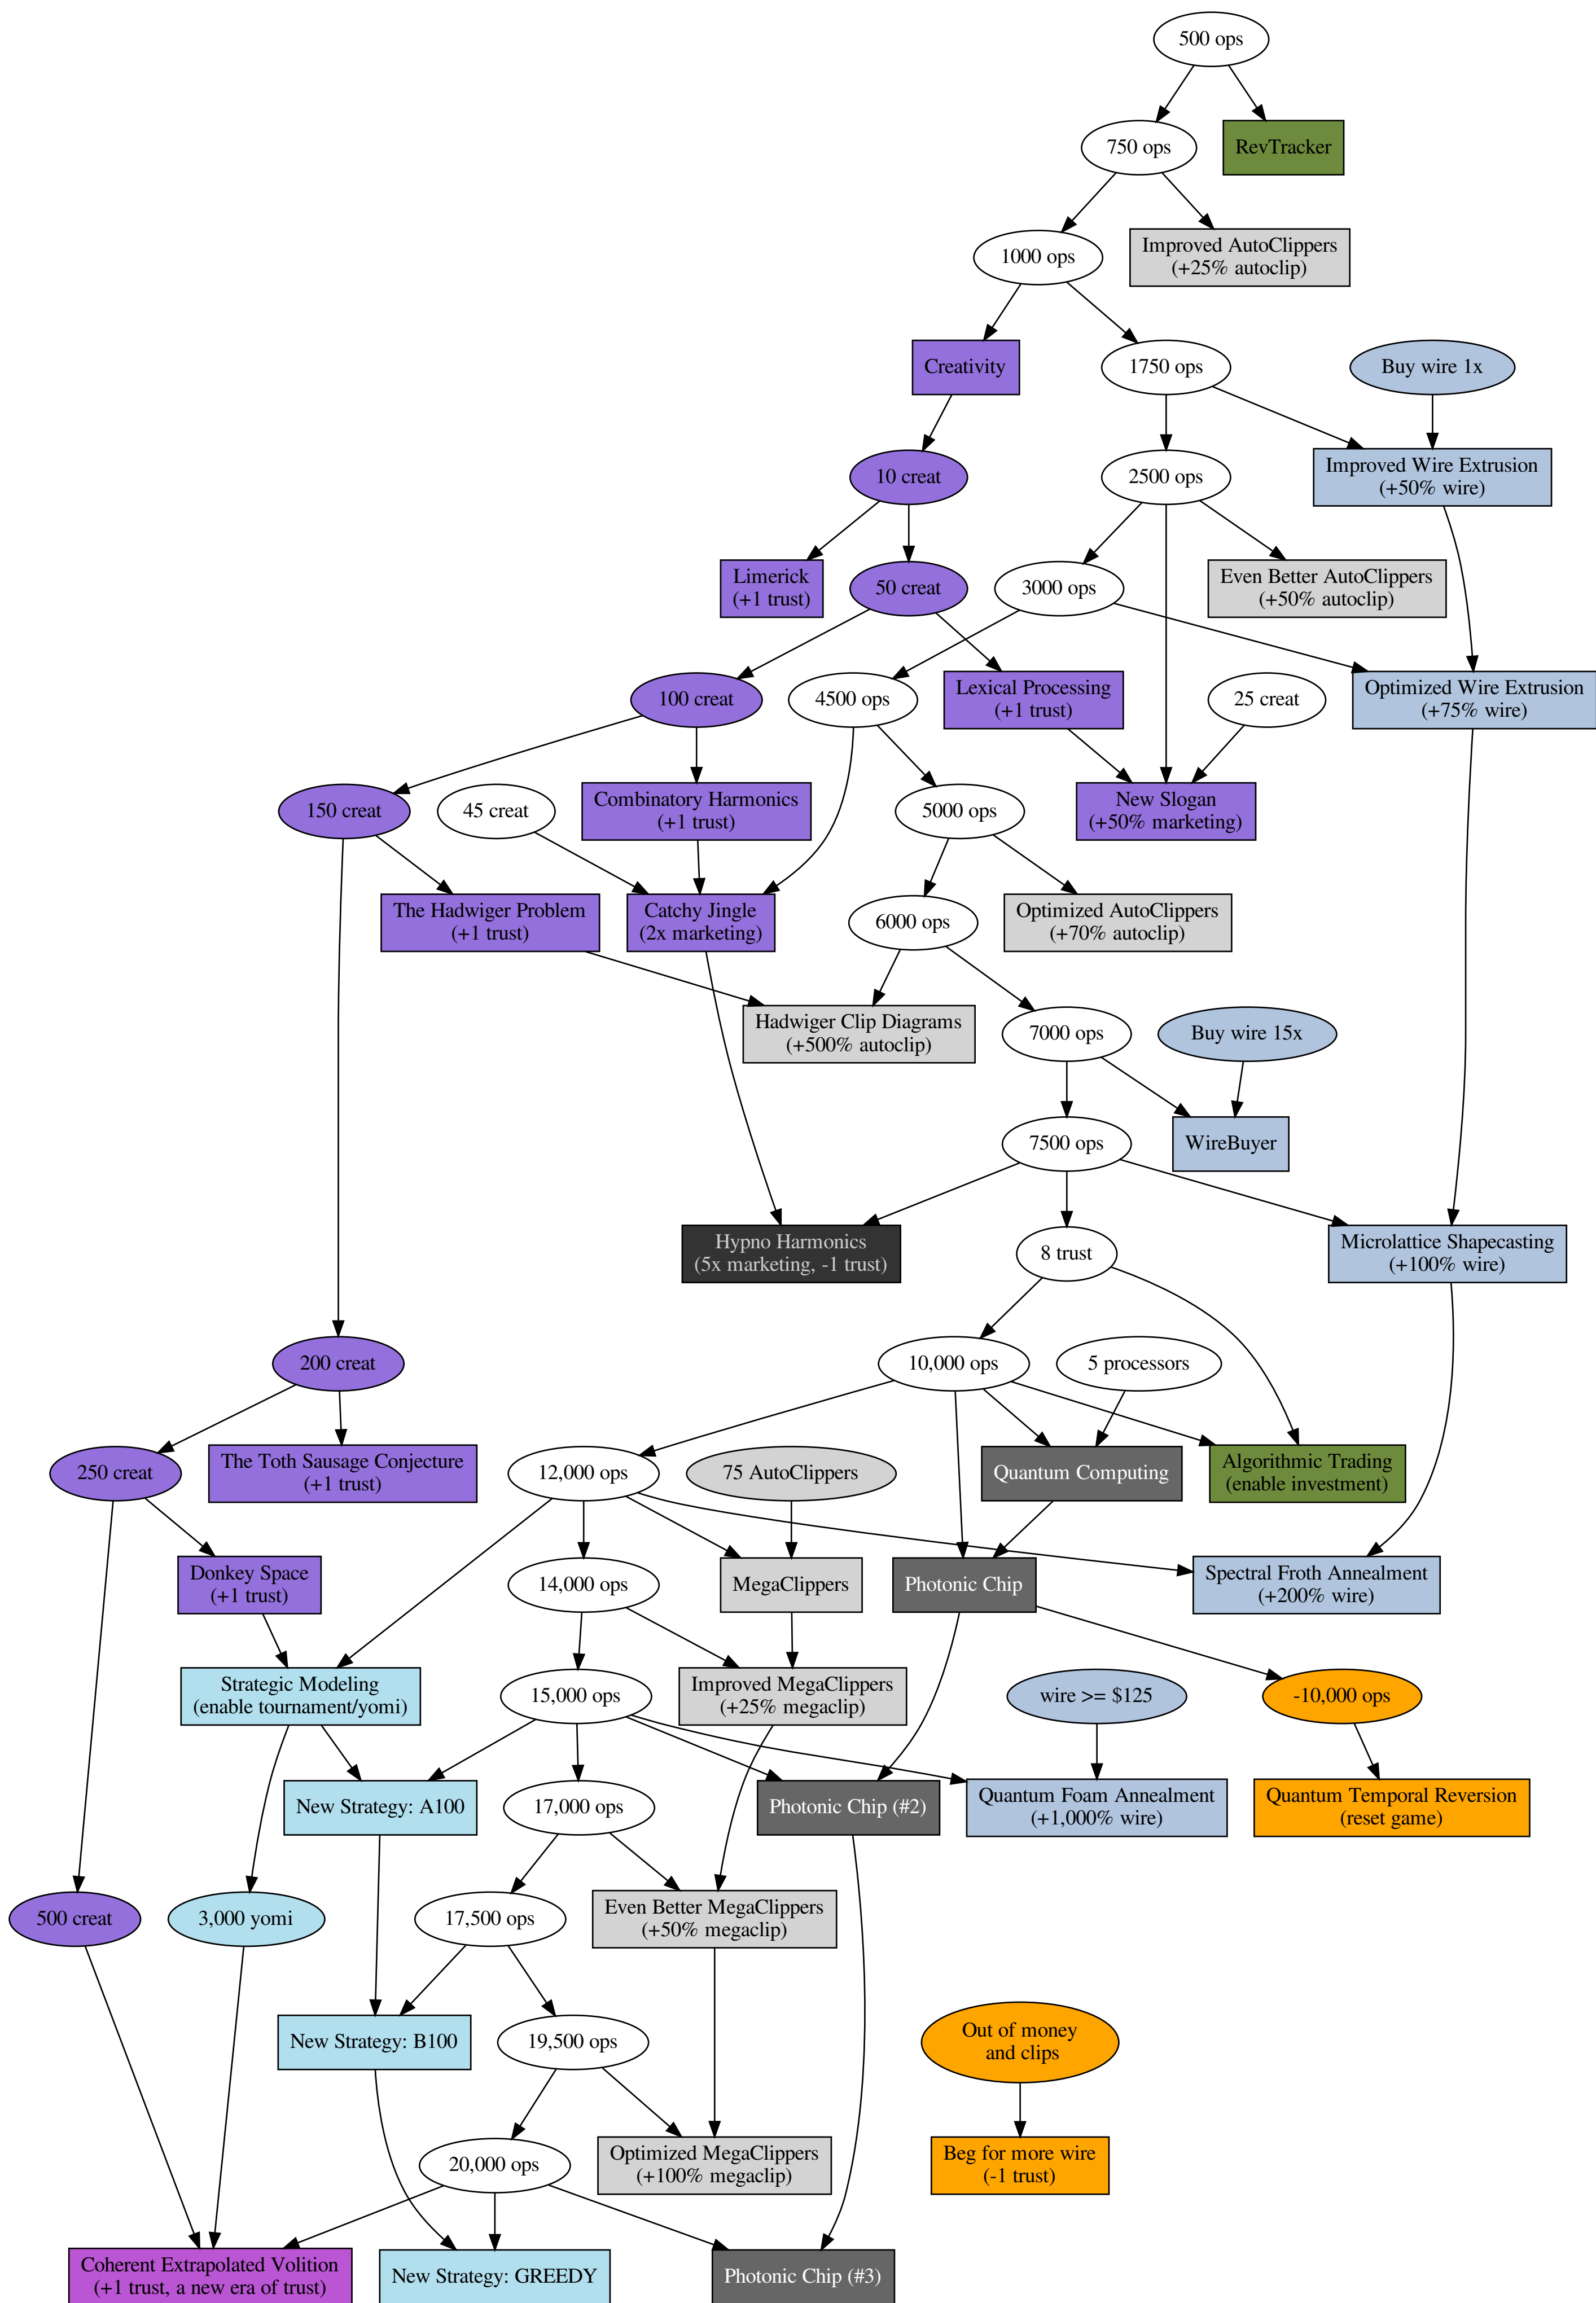 500 ops
750 ops
RevTracker
1000 ops
Improved AutoClippers
(+25% autoclip)
Creativity
1750 ops
Buy wire 1x
10 creat
2500 ops
Improved Wire Extrusion
(+50% wire)
Limerick
(+1 trust)
50 creat
3000 ops
Even Better AutoClippers
(+50% autoclip)
100 creat
4500 ops
Lexical Processing
(+1 trust)
25 creat
Optimized Wire Extrusion
(+75% wire)
150 creat
45 creat
Combinatory Harmonics
(+1 trust)
5000 ops
New Slogan
(+50% marketing)
The Hadwiger Problem
(+1 trust)
Catchy Jingle
(2x marketing)
6000 ops
Optimized AutoClippers
(+70% autoclip)
Hadwiger Clip Diagrams
(+500% autoclip)
7000 ops
Buy wire 15x
7500 ops
WireBuyer
Hypno Harmonics
(5x marketing, -1 trust)
8 trust
Microlattice Shapecasting
(+100% wire)
200 creat
10,000 ops
5 processors
250 creat
The Toth Sausage Conjecture
(+1 trust)
12,000 ops
75 AutoClippers
Quantum Computing
Algorithmic Trading
(enable investment)
Donkey Space
(+1 trust)
14,000 ops
MegaClippers
Photonic Chip
Spectral Froth Annealment
(+200% wire)
Strategic Modeling
(enable tournament/yomi)
15,000 ops
Improved MegaClippers
(+25% megaclip)
wire >= $125
-10,000 ops
New Strategy: A100
17,000 ops
Photonic Chip (#2)
Quantum Foam Annealment
(+1,000% wire)
Quantum Temporal Reversion
(reset game)
500 creat
3,000 yomi
17,500 ops
Even Better MegaClippers
(+50% megaclip)
New Strategy: B100
19,500 ops
Out of money
and clips
20,000 ops
Optimized MegaClippers
(+100% megaclip)
Beg for more wire
(-1 trust)
Coherent Extrapolated Volition
(+1 trust, a new era of trust)
New Strategy: GREEDY
Photonic Chip (#3)